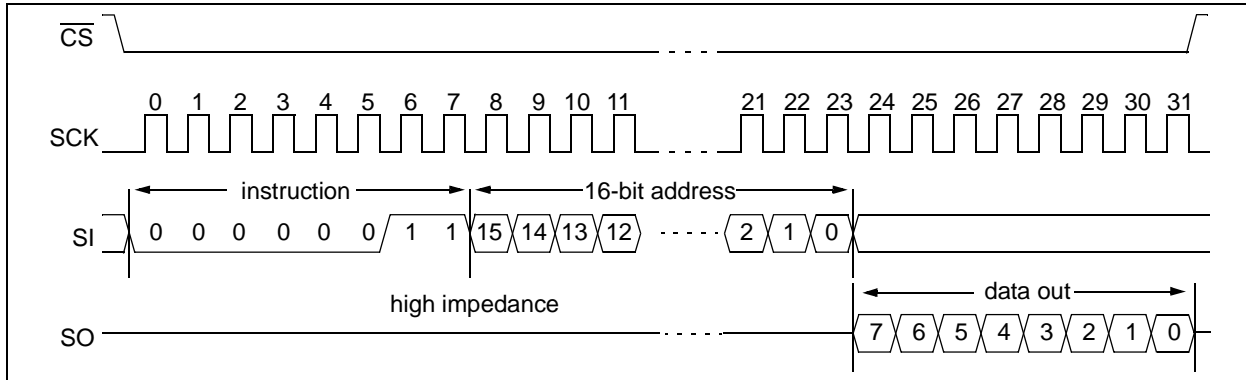 CS
0 1 2 3 4 5 6 7 8 9 10 11 21 22 23 24 25 26 27 28 29 30 31
SCK
instruction 16-bit address
SI 0 0 0 0 0 0 1 1 15 14 13 12 2 1 0
high impedance data out
SO 7 6 5 4 3 2 1 0